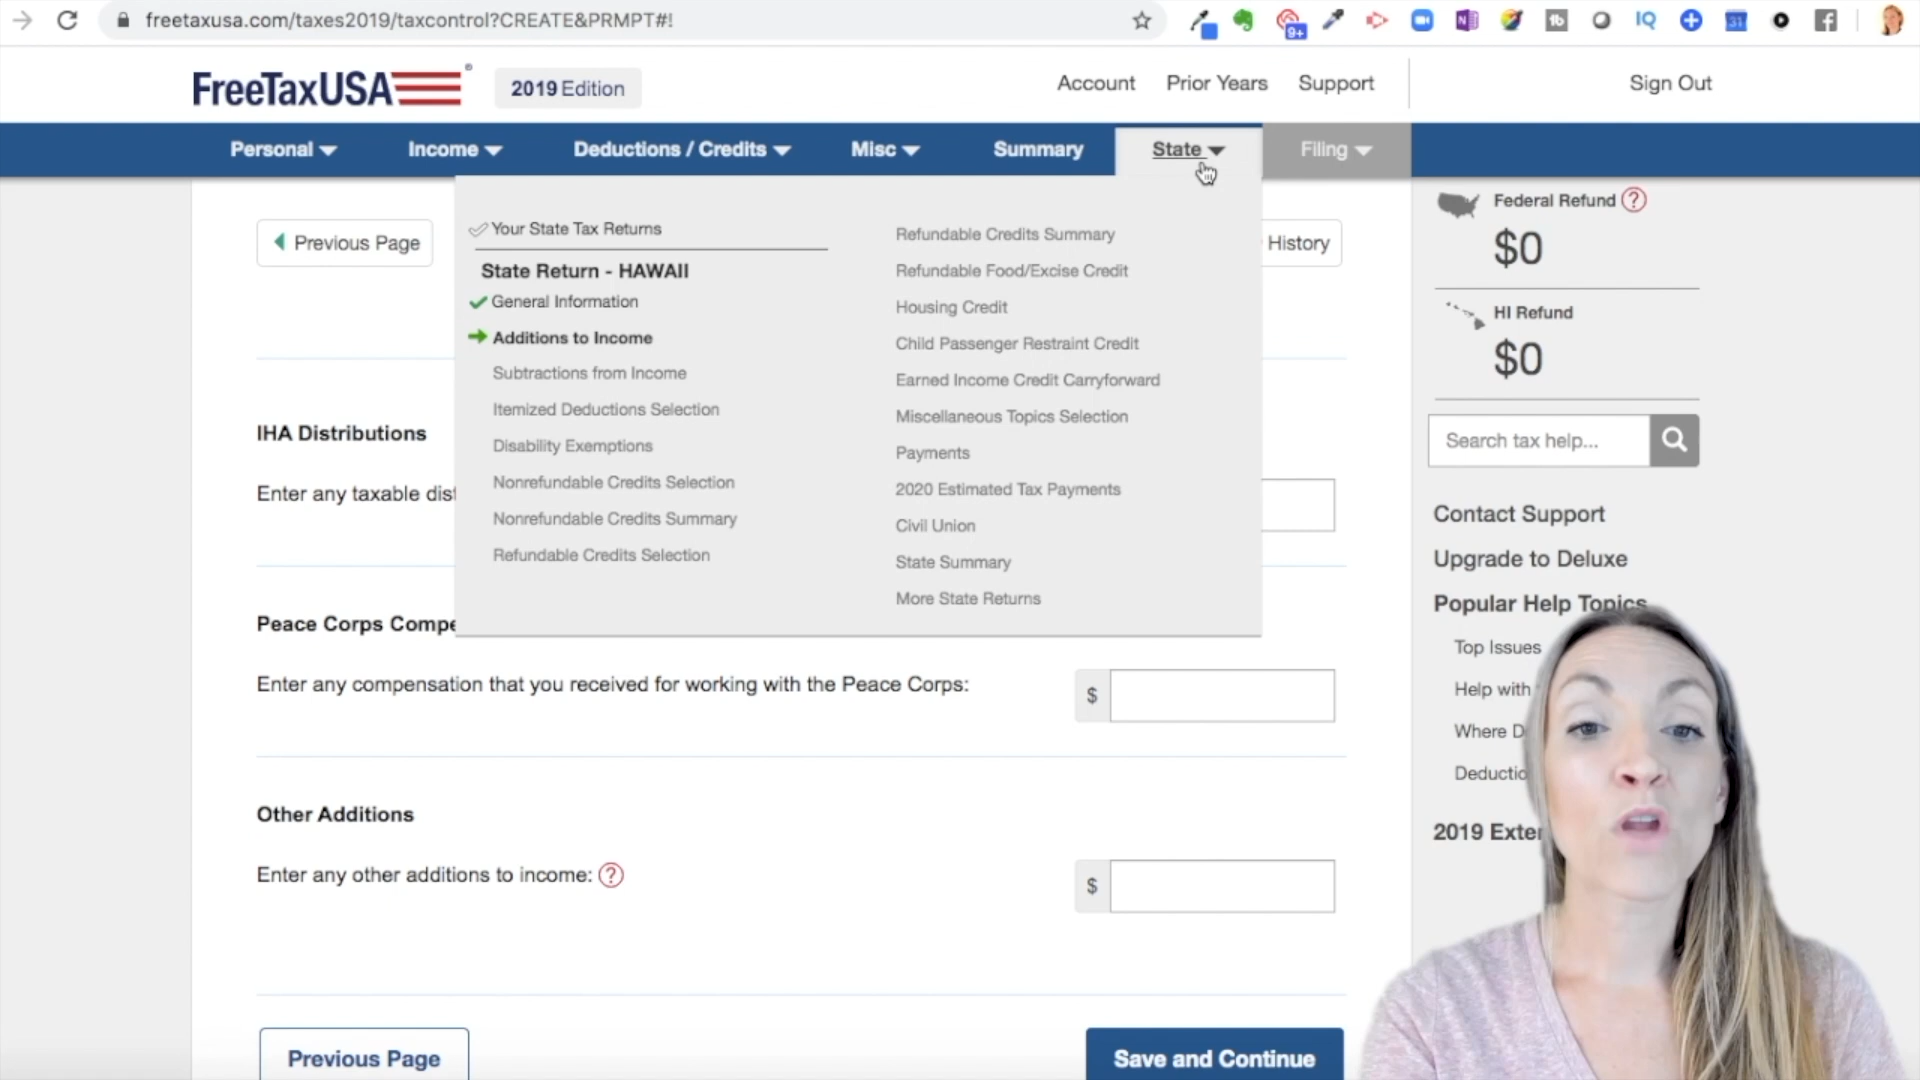 freetaxusa.com/taxes2019/taxcontrol?CREATE&PRMPT#!
9+
31
FreeTaxUSA®
2019 Edition
Account
Prior Years
Support
Sign Out
Personal
Income
Deductions / Credits
Misc
Summary
State
Filing
Previous Page
History
Your State Tax Returns
State Return - HAWAII
General Information
Additions to Income
Subtractions from Income
Itemized Deductions Selection
Disability Exemptions
Nonrefundable Credits Selection
Nonrefundable Credits Summary
Refundable Credits Selection
Refundable Credits Summary
Refundable Food/Excise Credit
Housing Credit
Child Passenger Restraint Credit
Earned Income Credit Carryforward
Miscellaneous Topics Selection
Payments
2020 Estimated Tax Payments
Civil Union
State Summary
More State Returns
IHA Distributions
Enter any taxable
Peace Corps
Enter any compensation that you received for working with the Peace Corps:
$
Other Additions
Enter any other additions to income: ?
$
Previous Page
Save and Continue
Federal Refund ?
$0
HI Refund
$0
Search tax help...
Contact Support
Upgrade to Deluxe
Popular Help Topics
Top Issues
Help with
Where
2019